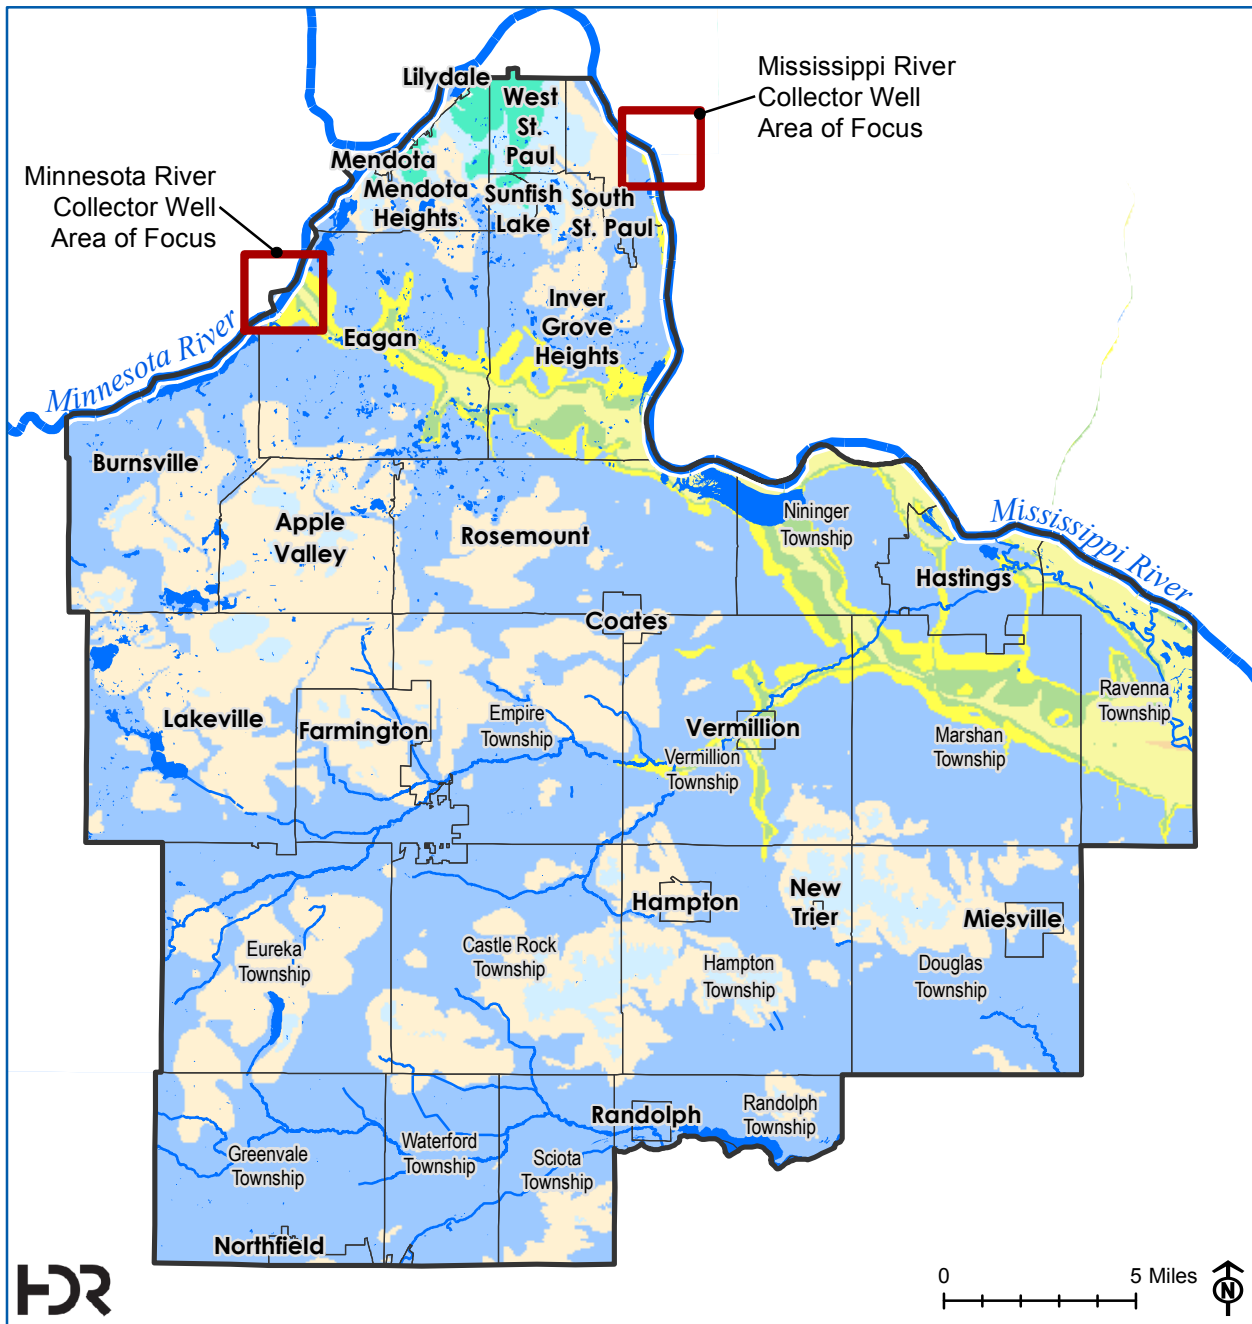 Lilydale
West
St.
Paul
Mississippi River
Collector Well
Area of Focus
Mendota
Mendota
Heights
Sunfish
Lake
South
St. Paul
Minnesota River
Collector Well
Area of Focus
Inver
Grove
Heights
Eagan
Minnesota River
Burnsville
Apple
Valley
Rosemount
Nininger
Township
Mississippi River
Hastings
Coates
Lakeville
Farmington
Empire
Township
Vermillion
Vermillion
Township
Marshan
Township
Ravenna
Township
Hampton
New
Trier
Miesville
Eureka
Township
Castle Rock
Township
Hampton
Township
Douglas
Township
Randolph
Randolph
Township
Greenvale
Township
Waterford
Township
Sciota
Township
Northfield
HDR
0 5 Miles
N